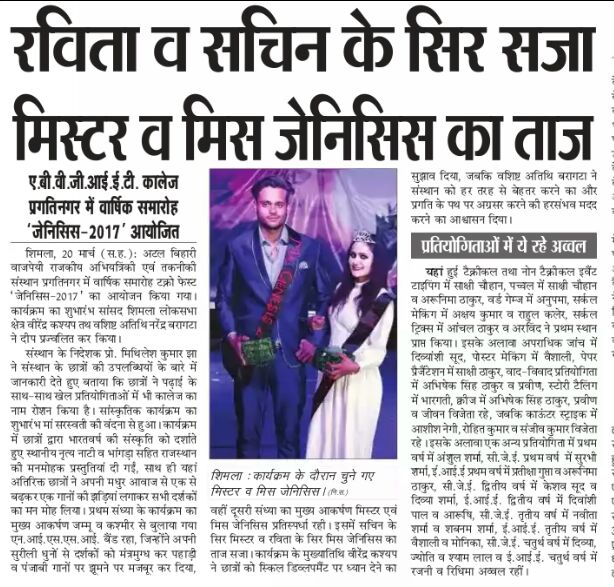 रविता व सचिन के सिर सजा
मिस्टर व मिस जेनिसिस का ताज
ए.बी.वी.जी.आई.ई.टी. कालेज
प्रगतिनगर में वार्षिक समारोह
'जेनिसिस-2017' आयोजित
शिमला, 20 मार्च (स.ह.): अटल बिहारी
वाजपेयी राजकीय अभियांत्रिकी एवं तकनीकी
संस्थान प्रगतिनगर में वार्षिक समारोह टक्नो फेस्ट
'जेनिसिस-2017' का आयोजन किया गया।
कार्यक्रम का शुभारंभ सांसद शिमला लोकसभा
क्षेत्र वीरेंद्र कश्यप तथा वशिष्ट अतिथि नरेंद्र बरागटा
ने दीप प्रज्वलित कर किया।
संस्थान के निदेशक प्रो. मिथिलेश कुमार झा
ने संस्थान के छात्रों की उपलब्धियों के बारे में
जानकारी देते हुए बताया कि छात्रों ने पढ़ाई के
साथ-साथ खेल प्रतियोगिताओं में भी कालेज का
नाम रोशन किया है। सांस्कृतिक कार्यक्रम का
शुभारंभ मां सरस्वती की वंदना से हुआ। कार्यक्रम
में छात्रों द्वारा भारतवर्ष की संस्कृति को दर्शाते
हुए स्थानीय नृत्य नाटी व भांगड़ा सहित राजस्थान
की मनमोहक प्रस्तुतियां दी गईं, साथ ही यहां
अतिरिक्त छात्रों ने अपनी मधुर आवाज से एक से
बढ़कर एक गानों की झड़ियां लगाकर सभी दर्शकों
का मन मोह लिया। प्रथम संध्या के कार्यक्रम का
मुख्य आकर्षण जम्मू व कश्मीर से बुलाया गया
एन.आई.एस.एस.आई. बैंड रहा, जिन्होंने अपनी
सुरीली धुनों से दर्शकों को मंत्रमुग्ध कर पहाड़ी
व पंजाबी गानों पर झूमने पर मजबूर कर दिया,
शिमला : कार्यक्रम के दौरान चुने गए
मिस्टर व मिस जेनिसिस। (नि.स.)
वहीं दूसरी संध्या का मुख्य आकर्षण मिस्टर एवं
मिस जेनिसिस प्रतिस्पर्धा रही। इसमें सचिन के
सिर मिस्टर व रविता के सिर मिस जेनिसिस का
ताज सजा। कार्यक्रम के मुख्यातिथि वीरेंद्र कश्यप
ने छात्रों को स्किल डिवलपमैंट पर ध्यान देने का
सुझाव दिया, जबकि वशिष्ट अतिथि बरागटा ने
संस्थान को हर तरह से बेहतर करने का और
प्रगति के पथ पर अग्रसर करने की हरसंभव मदद
करने का आश्वासन दिया।
प्रतियोगिताओं में ये रहे अव्वल
यहां हुई टैक्नीकल तथा नोन टैक्नीकल इवैंट
टाइपिंग में साक्षी चौहान, पच्चल में साक्षी चौहान
व अरूनिमा ठाकुर, वर्ड गेम्ज में अनुपमा, सर्कल
मेकिंग में अक्षय कुमार व राहुल कलेर, सर्कल
ट्रिक्स में आंचल ठाकुर व अरविंद ने प्रथम स्थान
प्राप्त किया। इसके अलावा अपराधिक जांच में
दिव्यांशी सूद, पोस्टर मेकिंग में वैशाली, पेपर
प्रैजैंटेशन में साक्षी ठाकुर, वाद-विवाद प्रतियोगिता
में अभिषेक सिंह ठाकुर व प्रवीण, स्टोरी टैलिंग
में भारगती, क्रीज में अभिषेक सिंह ठाकुर, प्रवीण
व जीवन विजेता रहे, जबकि काऊंटर स्ट्राइक में
आशीश नेगी, रोहित कुमार व संजीव कुमार विजेता
रहे। इसके अलावा एक अन्य प्रतियोगिता में प्रथम
वर्ष में अंशुल शर्मा, सी.जे.ई. प्रथम वर्ष में सुरभी
शर्मा, ई.आई.ई प्रथम वर्ष में प्रतीक्षा गुप्ता व अरूनीमा
ठाकुर, सी.जे.ई. द्वितीय वर्ष में केशव सूद व
दिव्या शर्मा, ई.आई.ई. द्वितीय वर्ष में दिवांशी
पाल व आरूषि, सी.जे.ई. तृतीय वर्ष में नवीता
शर्मा व शबनम शर्मा, ई.आई.ई. तृतीय वर्ष में
वैशाली व मोनिका, सी.जे.ई. चतुर्थ वर्ष में दिव्या,
ज्योति व श्याम लाल व ई.आई.ई. चतुर्थ वर्ष में
रजनी व रिधिमा अव्वल रहीं।